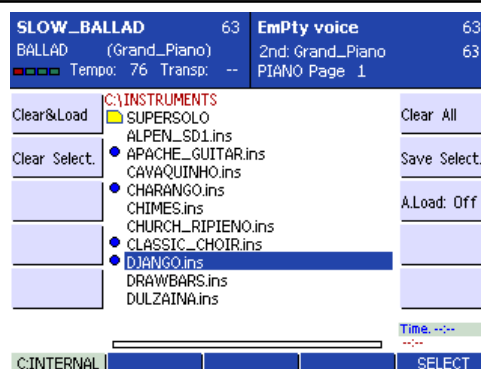 SLOW_BALLAD 63 EmPty voice 63
BALLAD (Grand_Piano) 2nd: Grand_Piano 63
Tempo: 76 Transp: -- PIANO Page 1
C:\INSTRUMENTS
Clear&Load SUPERSOLO Clear All
ALPEN_SD1.ins
Clear Select. APACHE_GUITAR.ins Save Select.
CAVAQUINHO.ins
CHARANGO.ins A.Load: Off
CHIMES.ins
CHURCH_RIPIENO.ins
CLASSIC_CHOIR.ins
DJANGO.ins
DRAWBARS.ins
DULZAINA.ins
Time. --:--
--:--
C:INTERNAL SELECT